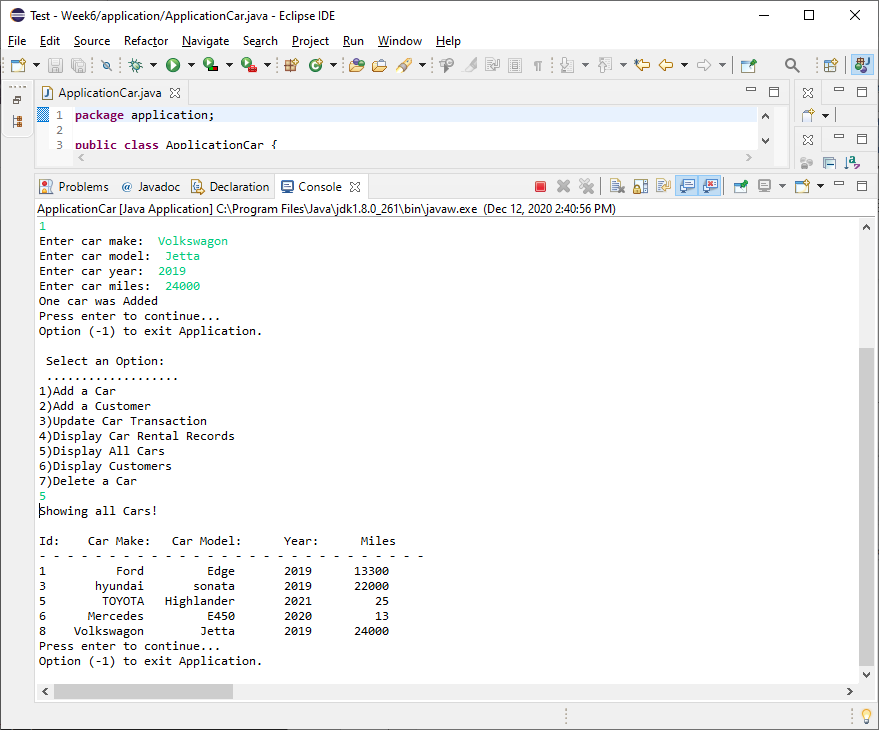 Test - Week6/application/ApplicationCar.java - Eclipse IDE
File Edit Source Refactor Navigate Search Project Run Window Help
ApplicationCar.java
1 package application;
2
3 public class ApplicationCar {
Problems @ Javadoc Declaration Console
ApplicationCar [Java Application] C:\Program Files\Java\jdk1.8.0_261\bin\javaw.exe (Dec 12, 2020 2:40:56 PM)
1
Enter car make:  Volkswagon
Enter car model:  Jetta
Enter car year:  2019
Enter car miles:  24000
One car was Added
Press enter to continue...
Option (-1) to exit Application.
Select an Option:
...................
1)Add a Car
2)Add a Customer
3)Update Car Transaction
4)Display Car Rental Records
5)Display All Cars
6)Display Customers
7)Delete a Car
5
Showing all Cars!
Id:    Car Make:   Car Model:      Year:      Miles
- - - - - - - - - - - - - - - - - - - - - - - - - - - -
1          Ford         Edge       2019      13300
3       hyundai       sonata       2019      22000
5        TOYOTA   Highlander       2021         25
6      Mercedes         E450       2020         13
8    Volkswagon        Jetta       2019      24000
Press enter to continue...
Option (-1) to exit Application.